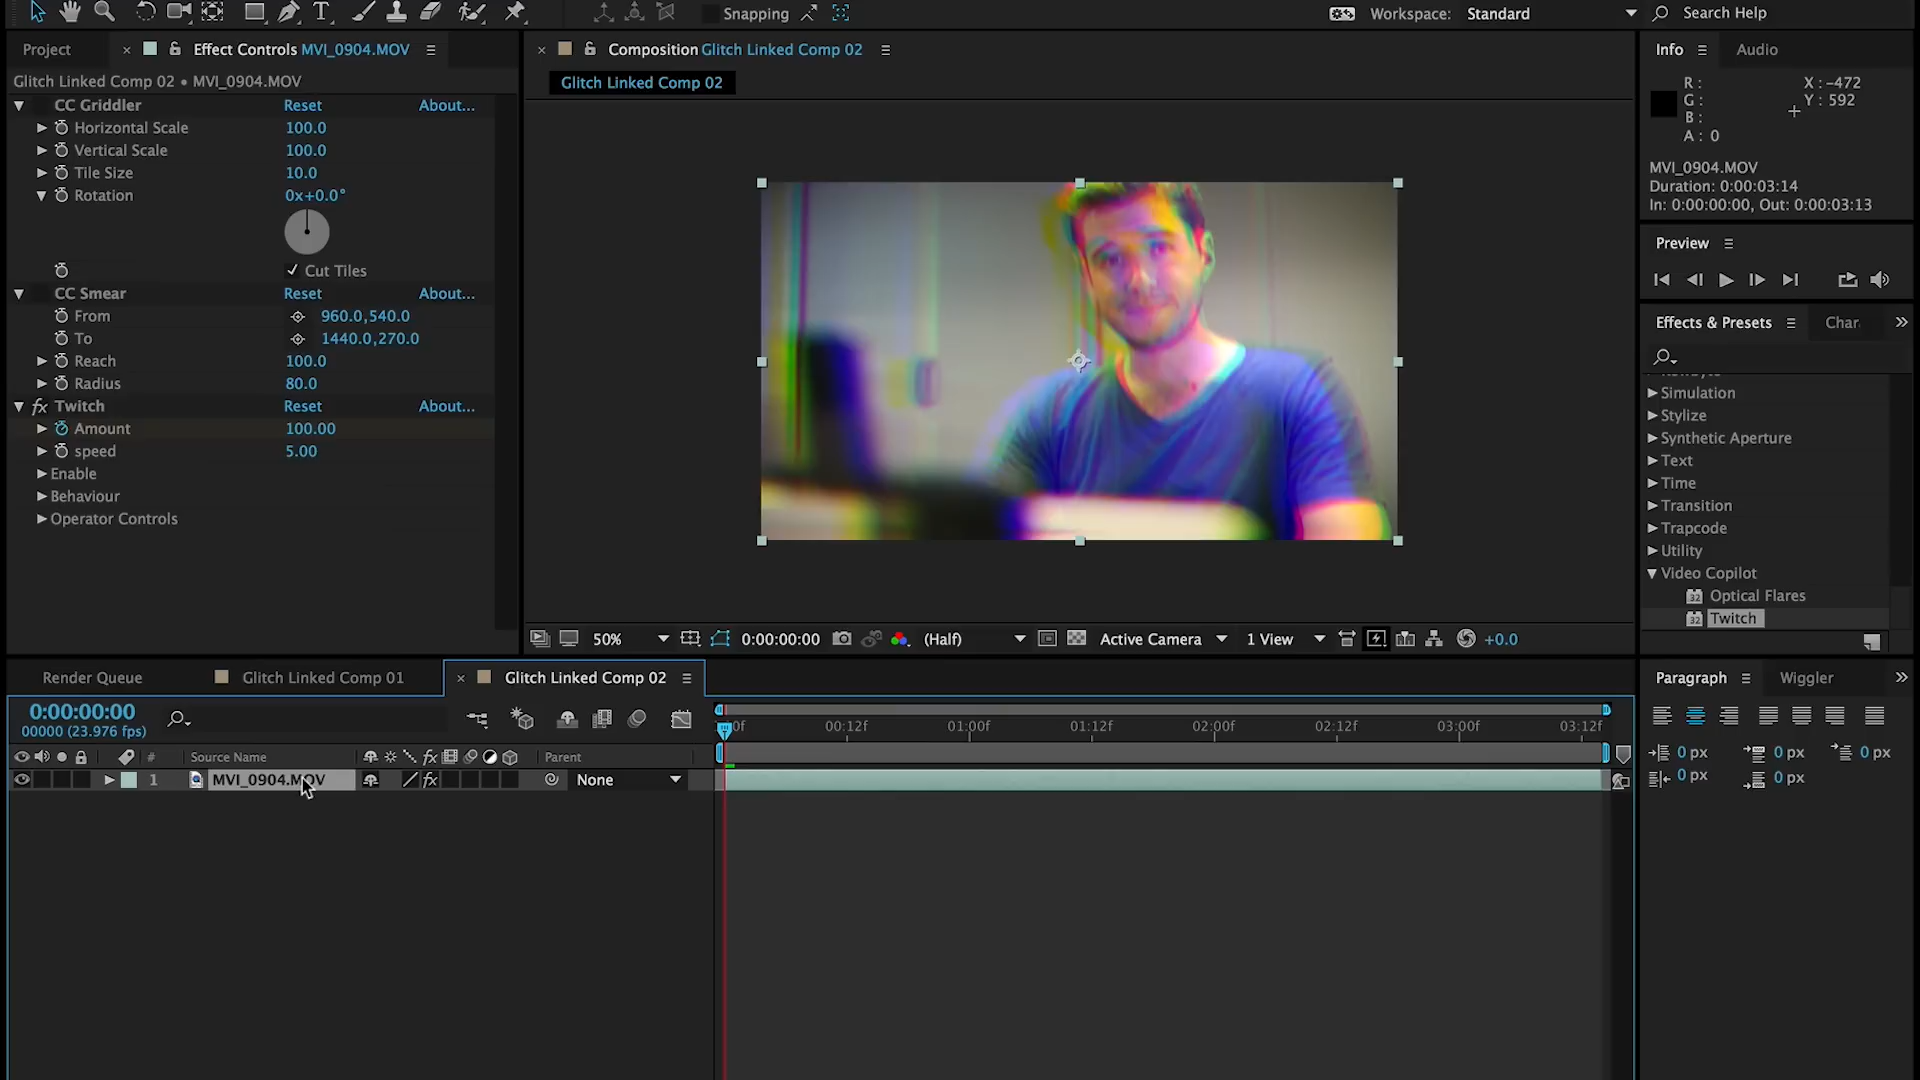 Snapping
Workspace: Standard
Search Help
Project
Effect Controls MVI_0904.MOV
Glitch Linked Comp 02 • MVI_0904.MOV
CC Griddler Reset About...
Horizontal Scale 100.0
Vertical Scale 100.0
Tile Size 10.0
Rotation 0x+0.0°
Cut Tiles
CC Smear Reset About...
From 960.0,540.0
To 1440.0,270.0
Reach 100.0
Radius 80.0
fx Twitch Reset About...
Amount 100.00
speed 5.00
Enable
Behaviour
Operator Controls
Composition Glitch Linked Comp 02
Glitch Linked Comp 02
50% 0:00:00:00 (Half) Active Camera 1 View +0.0
Info Audio
R: X: -472
G: Y: 592
B:
A: 0
MVI_0904.MOV
Duration: 0:00:03:14
In: 0:00:00:00, Out: 0:00:03:13
Preview
Effects & Presets Char
Simulation
Stylize
Synthetic Aperture
Text
Time
Transition
Trapcode
Utility
Video Copilot
32 Optical Flares
32 Twitch
Render Queue Glitch Linked Comp 01 Glitch Linked Comp 02
0:00:00:00
00000 (23.976 fps)
00:12f 01:00f 01:12f 02:00f 02:12f 03:00f 03:12f
# Source Name fx Parent
1 MVI_0904.MOV fx None
Paragraph Wiggler
0 px 0 px 0 px
0 px 0 px